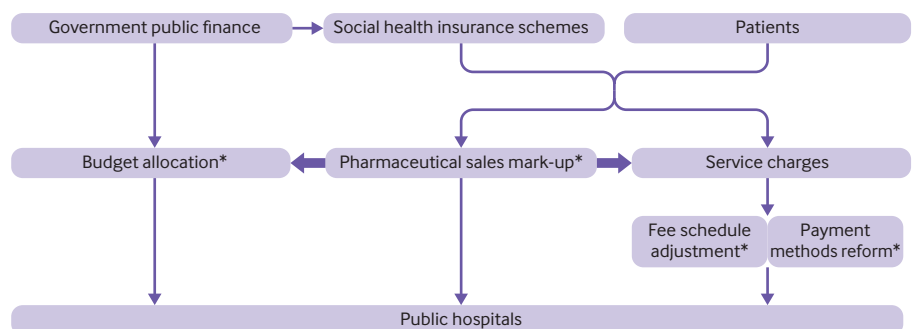 Government public finance
Social health insurance schemes
Patients
Budget allocation*
Pharmaceutical sales mark-up*
Service charges
Fee schedule
adjustment*
Payment
methods reform*
Public hospitals